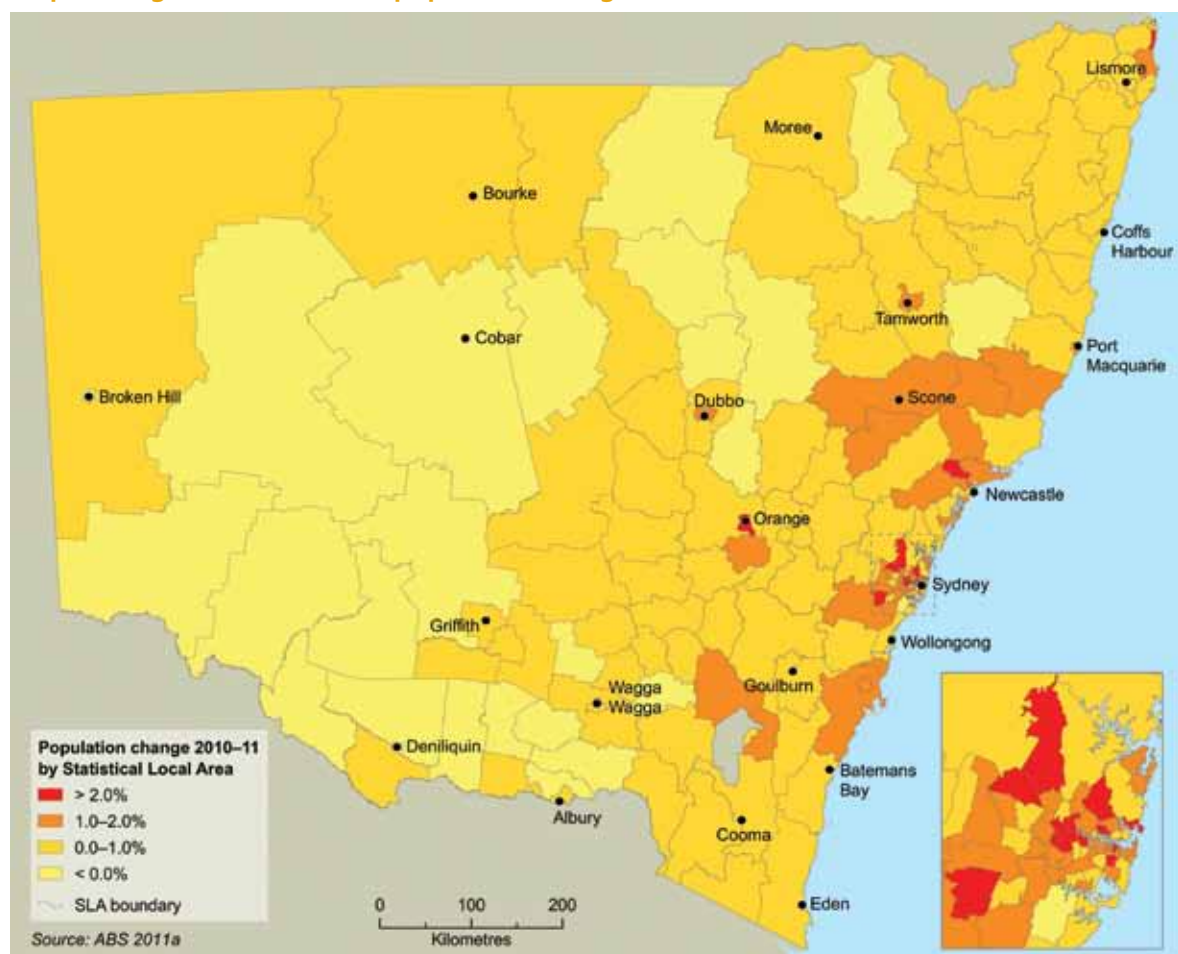 Lismore
Moree
Bourke
Coffs
Harbour
Tamworth
Cobar
Port
Macquarie
Broken Hill
Dubbo
Scone
Newcastle
Orange
Sydney
Griffith
Wollongong
Wagga
Wagga
Goulburn
Deniliquin
Batemans
Bay
Albury
Cooma
Eden
Population change 2010–11
by Statistical Local Area
> 2.0%
1.0–2.0%
0.0–1.0%
< 0.0%
SLA boundary
0 100 200
Kilometres
Source: ABS 2011a